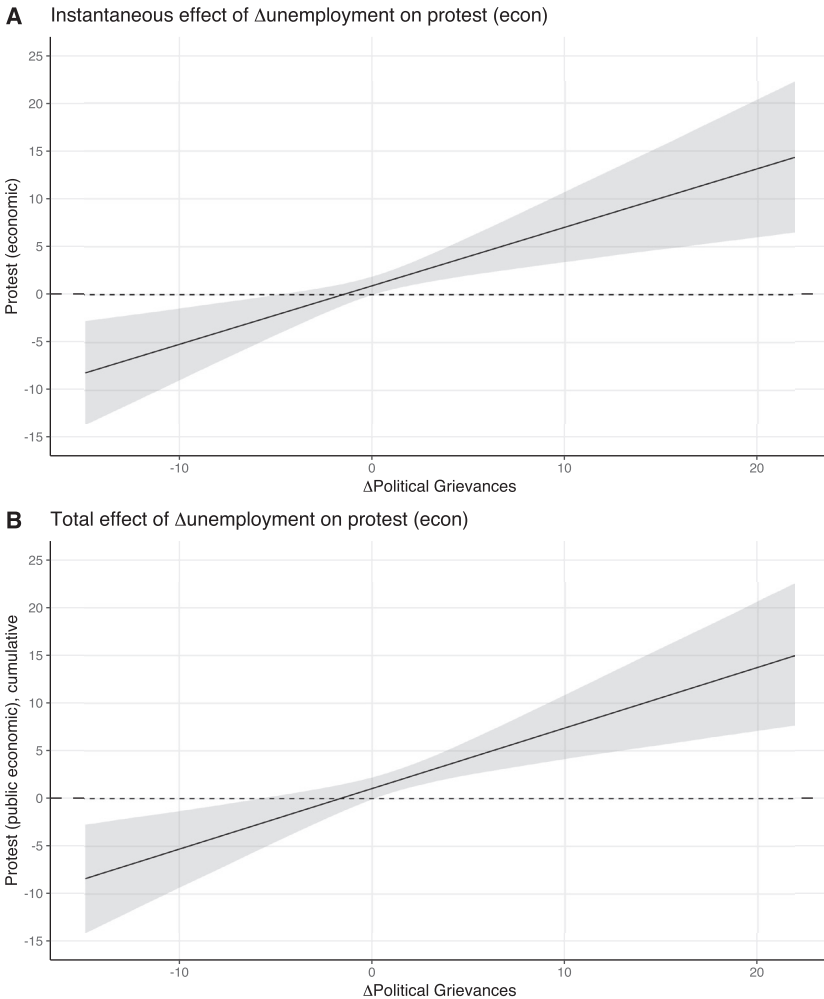 A Instantaneous effect of Δunemployment on protest (econ)
25
20
15
10
5
0
-5
-10
-15
Protest (economic)
-10 0 10 20
ΔPolitical Grievances
B Total effect of Δunemployment on protest (econ)
25
20
15
10
5
0
-5
-10
-15
Protest (public economic), cumulative
-10 0 10 20
ΔPolitical Grievances